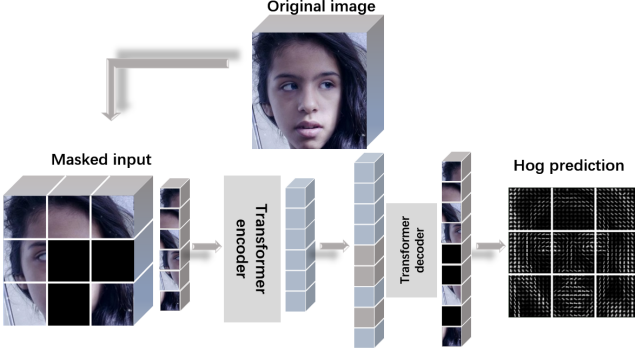 Original image
Masked input
Hog prediction
Transformer
encoder
Transformer
decoder